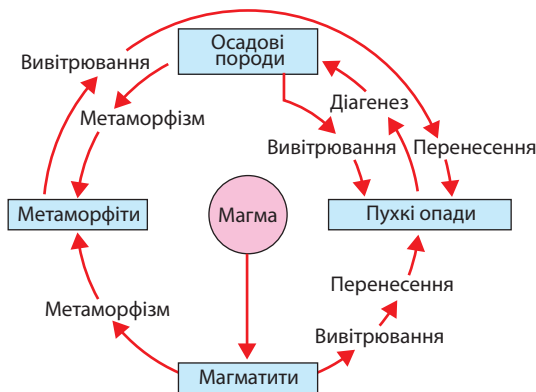 Осадові
породи
Вивітрювання
Діагенез
Метаморфізм
Вивітрювання
Перенесення
Метаморфіти
Магма
Пухкі опади
Перенесення
Метаморфізм
Вивітрювання
Магматити